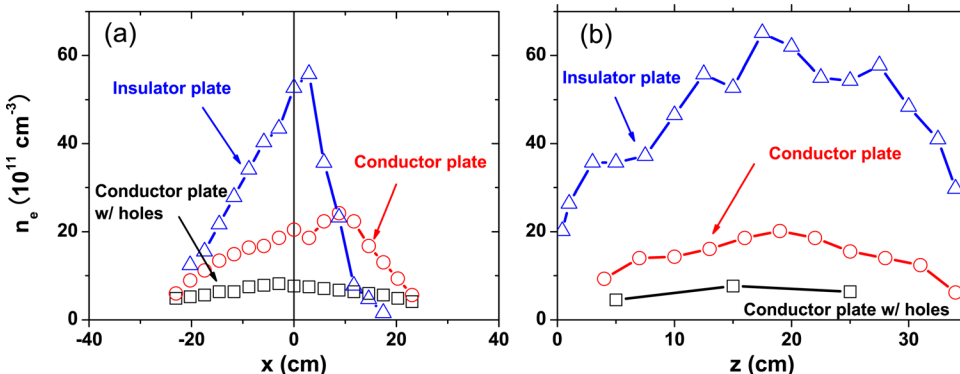 (a)
Insulator plate
Conductor plate
Conductor plate
w/ holes
n_e (10^11 cm^-3)
60
40
20
0
-40
-20
0
20
40
x (cm)
(b)
Insulator plate
Conductor plate
Conductor plate w/ holes
60
40
20
0
0
10
20
30
z (cm)